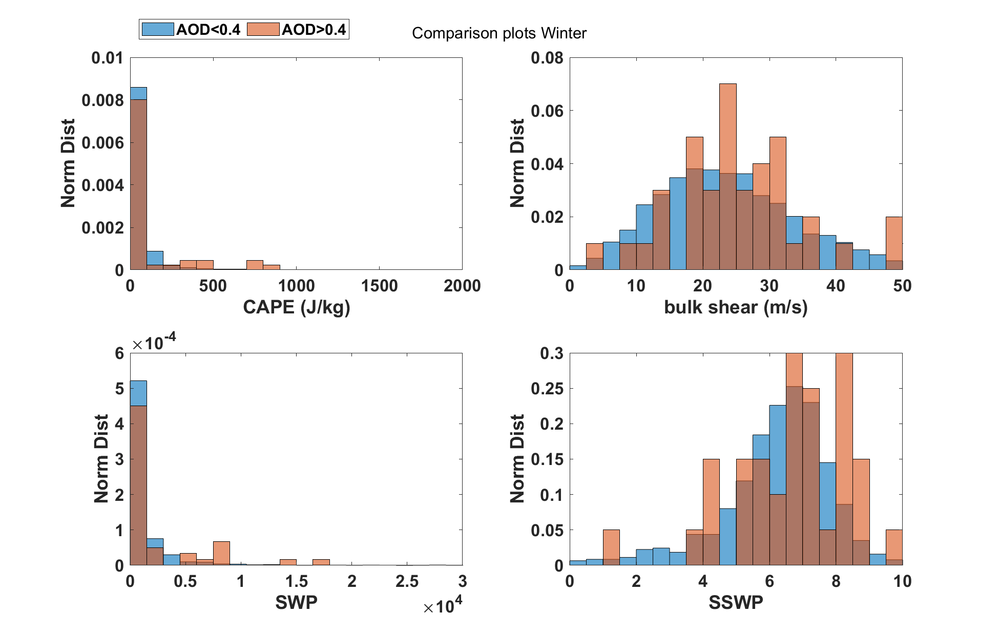 AOD<0.4 AOD>0.4
Comparison plots Winter
0.01
0.008
0.006
0.004
0.002
0
Norm Dist
0 500 1000 1500 2000
CAPE (J/kg)
0.08
0.06
0.04
0.02
0
Norm Dist
0 10 20 30 40 50
bulk shear (m/s)
×10-4
6
5
4
3
2
1
0
Norm Dist
0 0.5 1 1.5 2 2.5 3
SWP
×104
0.3
0.25
0.2
0.15
0.1
0.05
0
Norm Dist
0 2 4 6 8 10
SSWP